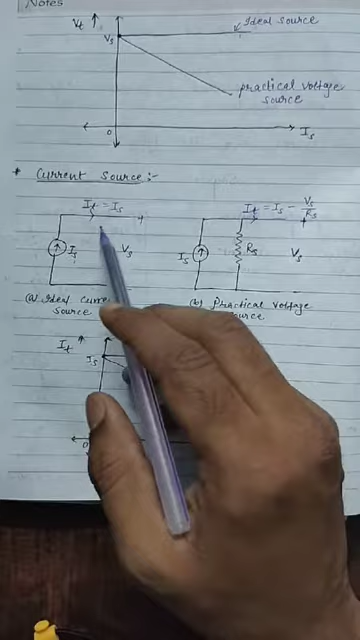 Notes
Vt ↑
Ideal source
Vs
practical voltage
source
0
Is
* Current Source :-
It = Is
It = Is - Vs/Rs
Is
Vs
Is
Rs
Vs
(a) Ideal
source
(b) Practical Voltage
It ↑
Is
0